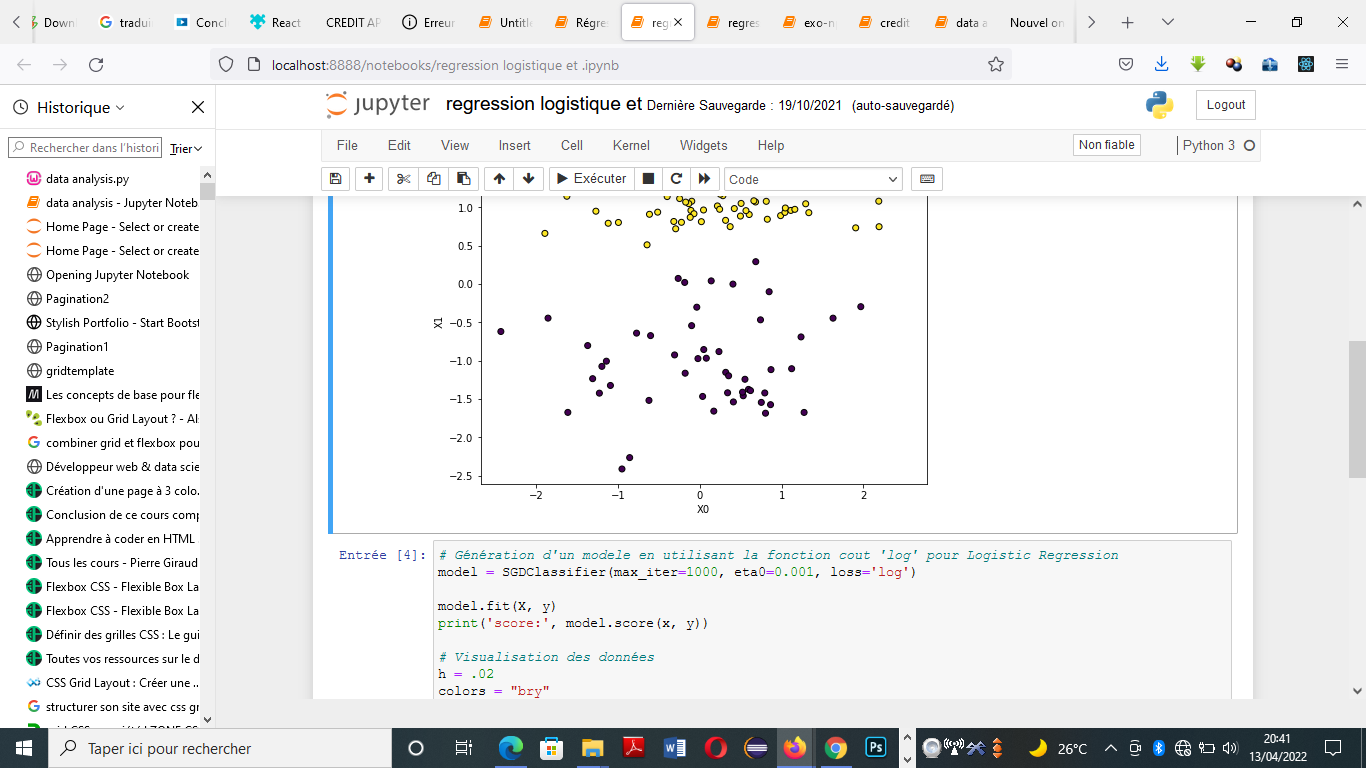 Downl
traduir
Concl
React
CREDIT AP
Erreur
Untitle
Régres
reg
regres
exo-n
credit
data a
Nouvel on
localhost:8888/notebooks/regression logistique et .ipynb
Historique
Rechercher dans l'histori
Trier
data analysis.py
data analysis - Jupyter Noteb
Home Page - Select or create
Home Page - Select or create
Opening Jupyter Notebook
Pagination2
Stylish Portfolio - Start Bootst
Pagination1
gridtemplate
Les concepts de base pour fle
Flexbox ou Grid Layout ? - Als
combiner grid et flexbox pou
Développeur web & data scie
Création d'une page à 3 colo...
Conclusion de ce cours comp
Apprendre à coder en HTML
Tous les cours - Pierre Giraud
Flexbox CSS - Flexible Box La
Flexbox CSS - Flexible Box La
Définir des grilles CSS : Le gui
Toutes vos ressources sur le d
CSS Grid Layout : Créer une ...
structurer son site avec css gr
jupyter regression logistique et Dernière Sauvegarde : 19/10/2021 (auto-sauvegardé)
Logout
File Edit View Insert Cell Kernel Widgets Help
Non fiable
Python 3
Exécuter
Code
1.0
0.5
0.0
−0.5
−1.0
−1.5
−2.0
−2.5
X1
−2 −1 0 1 2
X0
Entrée [4]:
# Génération d'un modele en utilisant la fonction cout 'log' pour Logistic Regression
model = SGDClassifier(max_iter=1000, eta0=0.001, loss='log')
model.fit(X, y)
print('score:', model.score(x, y))
# Visualisation des données
h = .02
colors = "bry"
Taper ici pour rechercher
Ps
26°C
20:41
13/04/2022